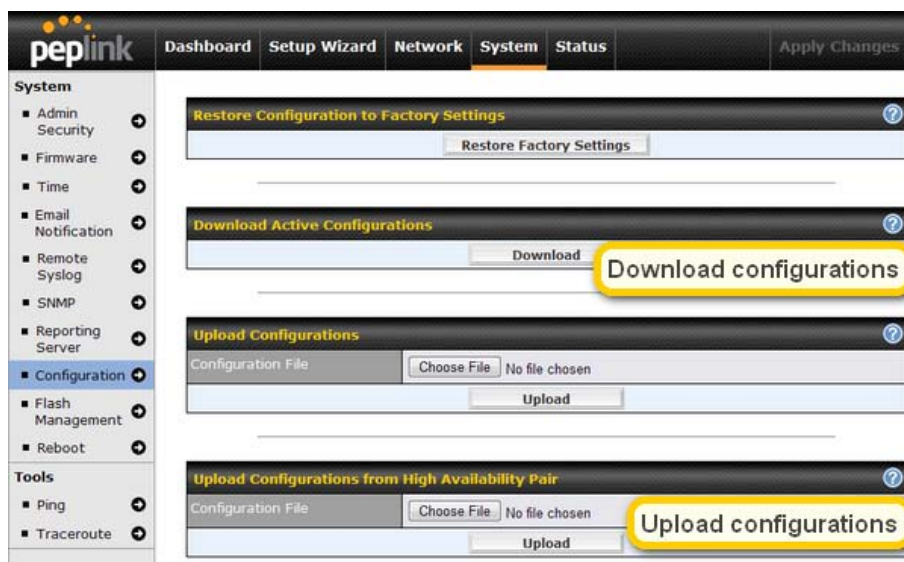 peplink
Dashboard Setup Wizard Network System Status Apply Changes
System
Admin
Security
Firmware
Time
Email
Notification
Remote
Syslog
SNMP
Reporting
Server
Configuration
Flash
Management
Reboot
Tools
Ping
Traceroute
Restore Configuration to Factory Settings
Restore Factory Settings
Download Active Configurations
Download
Download configurations
Upload Configurations
Configuration File Choose File No file chosen
Upload
Upload Configurations from High Availability Pair
Configuration File Choose File No file chosen
Upload configurations
Upload